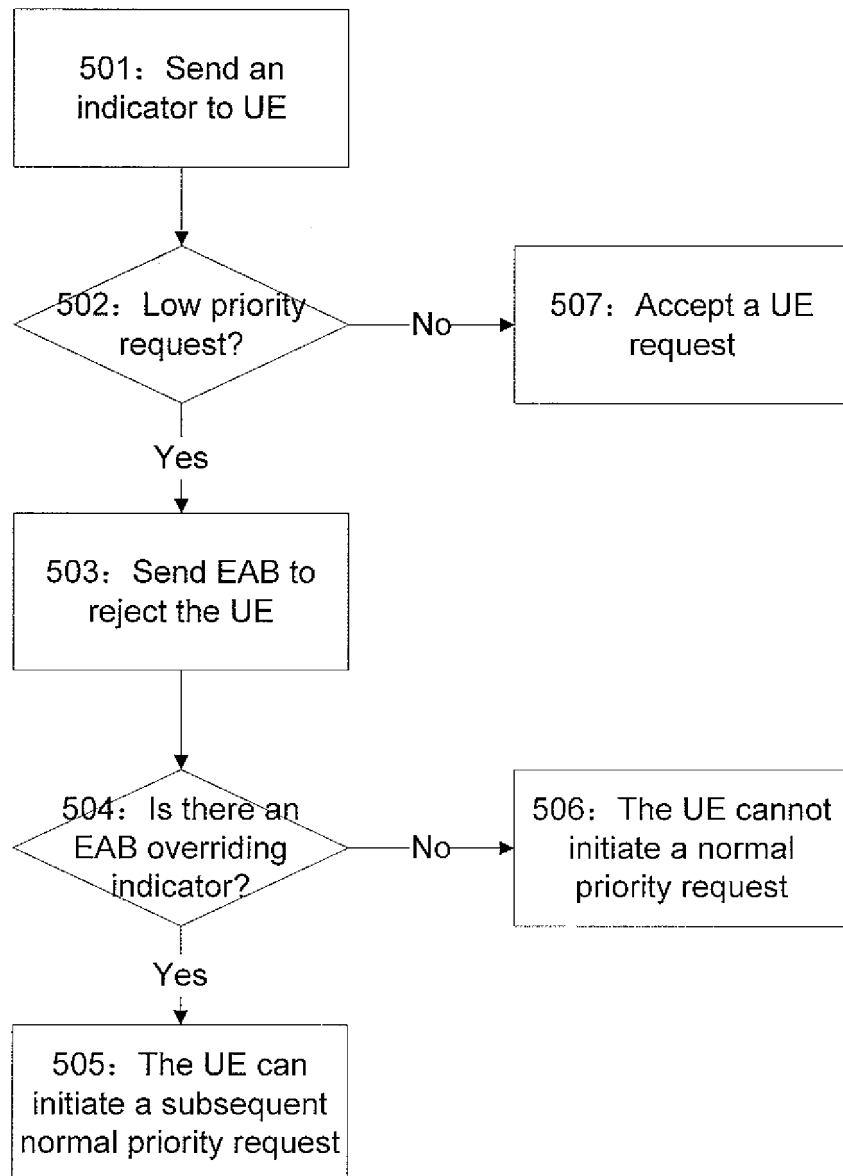 501：Send an
indicator to UE
502：Low priority
request?
No
507：Accept a UE
request
Yes
503：Send EAB to
reject the UE
504：Is there an
EAB overriding
indicator?
No
506：The UE cannot
initiate a normal
priority request
Yes
505：The UE can
initiate a subsequent
normal priority request